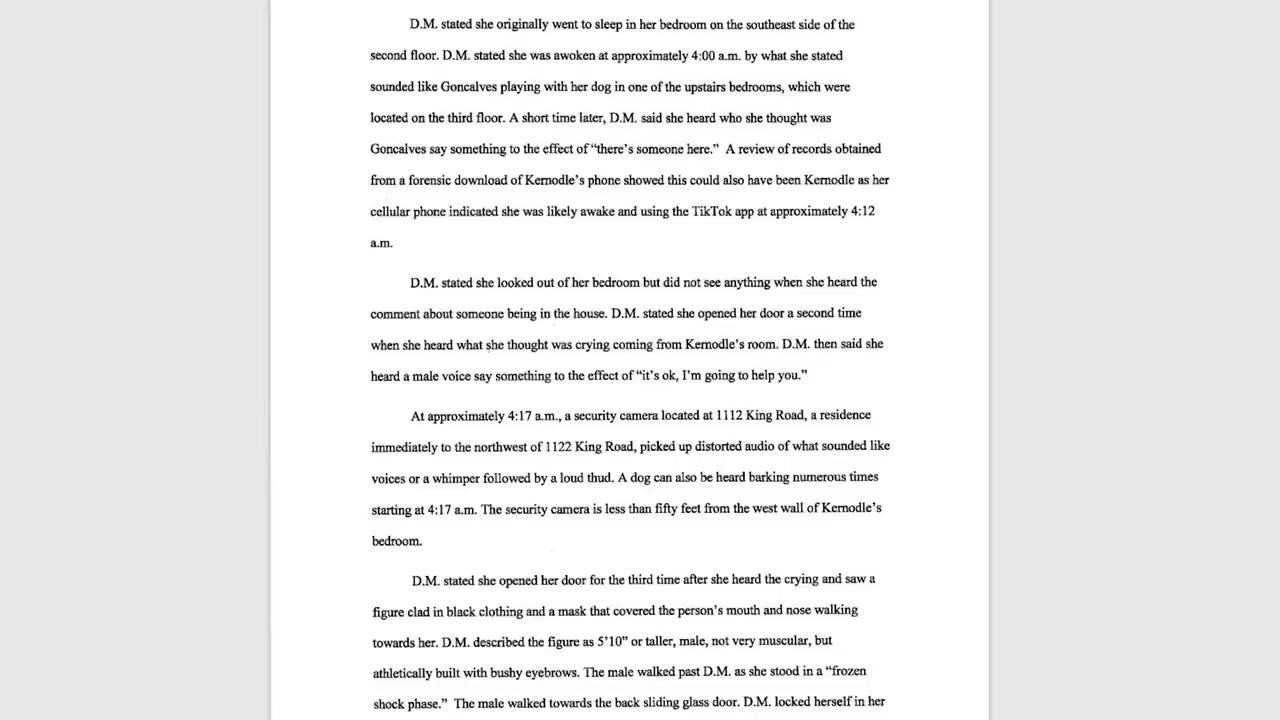 D.M. stated she originally went to sleep in her bedroom on the southeast side of the
second floor. D.M. stated she was awoken at approximately 4:00 a.m. by what she stated
sounded like Goncalves playing with her dog in one of the upstairs bedrooms, which were
located on the third floor. A short time later, D.M. said she heard who she thought was
Goncalves say something to the effect of “there’s someone here.” A review of records obtained
from a forensic download of Kernodle’s phone showed this could also have been Kernodle as her
cellular phone indicated she was likely awake and using the TikTok app at approximately 4:12
a.m.
D.M. stated she looked out of her bedroom but did not see anything when she heard the
comment about someone being in the house. D.M. stated she opened her door a second time
when she heard what she thought was crying coming from Kernodle’s room. D.M. then said she
heard a male voice say something to the effect of “it’s ok, I’m going to help you.”
At approximately 4:17 a.m., a security camera located at 1112 King Road, a residence
immediately to the northwest of 1122 King Road, picked up distorted audio of what sounded like
voices or a whimper followed by a loud thud. A dog can also be heard barking numerous times
starting at 4:17 a.m. The security camera is less than fifty feet from the west wall of Kernodle’s
bedroom.
D.M. stated she opened her door for the third time after she heard the crying and saw a
figure clad in black clothing and a mask that covered the person’s mouth and nose walking
towards her. D.M. described the figure as 5’10” or taller, male, not very muscular, but
athletically built with bushy eyebrows. The male walked past D.M. as she stood in a “frozen
shock phase.” The male walked towards the back sliding glass door. D.M. locked herself in her